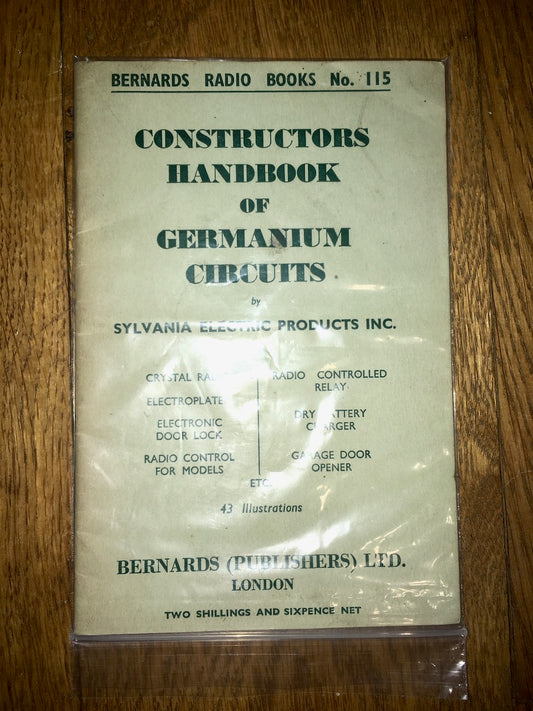 BERNARDS RADIO BOOKS No. 115
CONSTRUCTORS
HANDBOOK
OF
GERMANIUM
CIRCUITS
by
SYLVANIA ELECTRIC PRODUCTS INC.
CRYSTAL
ELECTROPLATE
ELECTRONIC
DOOR LOCK
RADIO CONTROL
FOR MODELS
RADIO CONTROLLED
RELAY
DRY BATTERY
CHARGER
GARAGE DOOR
OPENER
ETC.
43 Illustrations
BERNARDS (PUBLISHERS) LTD.
LONDON
TWO SHILLINGS AND SIXPENCE NET